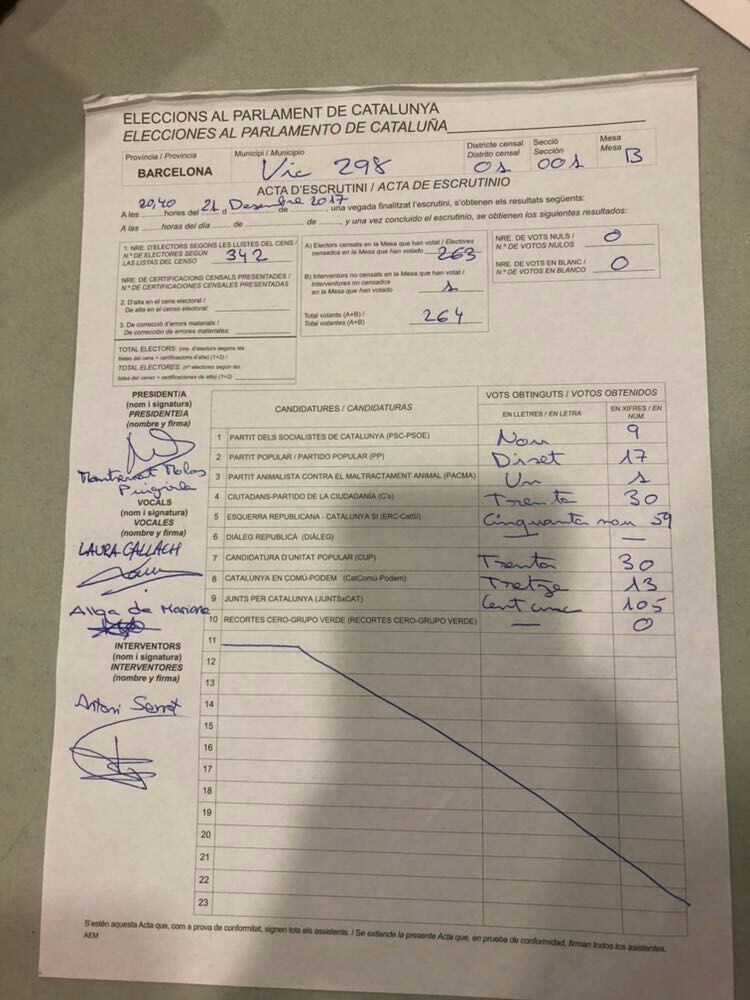 ELECCIONS AL PARLAMENT DE CATALUNYA
ELECCIONES AL PARLAMENTO DE CATALUÑA
Província / Provincia
BARCELONA
Municipi / Municipio
Vic 298
Districte censal
Distrito censal
01
Secció
Sección
001
Mesa
Mesa
B
ACTA D'ESCRUTINI / ACTA DE ESCRUTINIO
A les 20,40 hores del 21 d Desembre de 2017, una vegada finalitzat l'escrutini, s'obtenen els resultats següents:
A las ........ horas del día ...... de ............ de ........, y una vez concluido el escrutinio, se obtienen los siguientes resultados:
1. NRE. D'ELECTORS SEGONS LES LLISTES DEL CENS /
N.º DE ELECTORES SEGÚN
LAS LISTAS DEL CENSO 342
NRE. DE CERTIFICACIONS CENSALS PRESENTADES /
N.º DE CERTIFICACIONES CENSALES PRESENTADAS
2. D'alta en el cens electoral /
De alta en el censo electoral:
3. De correcció d'errors materials /
De corrección de errores materiales:
TOTAL ELECTORS: (nre. d'electors segons les
llistes del cens + certificacions d'alta) (1+2) /
TOTAL ELECTORES: (nº electores según las
listas del censo + certificaciones de alta) (1+2)
A) Electors censats en la Mesa que han votat / Electores
censados en la Mesa que han votado 263
B) Interventors no censats en la Mesa que han votat /
Interventores no censados
en la Mesa que han votado 1
Total votants (A+B) /
Total votantes (A+B) 264
NRE. DE VOTS NULS /
N.º DE VOTOS NULOS 0
NRE. DE VOTS EN BLANC /
N.º DE VOTOS EN BLANCO 0
PRESIDENT/A
(nom i signatura)
PRESIDENTE/A
(nombre y firma)
Montserrat Molas
VOCALS
(nom i signatura)
VOCALES
(nombre y firma)
LAURA GALLACH
INTERVENTORS
(nom i signatura)
INTERVENTORES
(nombre y firma)
Antoni Serrat
CANDIDATURES / CANDIDATURAS
VOTS OBTINGUTS / VOTOS OBTENIDOS
EN LLETRES / EN LETRA
EN XIFRES / EN NÚM.
1 PARTIT DELS SOCIALISTES DE CATALUNYA (PSC-PSOE) Nou 9
2 PARTIT POPULAR / PARTIDO POPULAR (PP) Diset 17
3 PARTIT ANIMALISTA CONTRA EL MALTRACTAMENT ANIMAL (PACMA) Un 1
4 CIUTADANS-PARTIDO DE LA CIUDADANÍA (C's) Trenta 30
5 ESQUERRA REPUBLICANA - CATALUNYA SÍ (ERC-CatSí) Cinquanta nou 59
6 DIÀLEG REPUBLICÀ (DIÀLEG) — —
7 CANDIDATURA D'UNITAT POPULAR (CUP) Trenta 30
8 CATALUNYA EN COMÚ-PODEM (CatComú-Podem) Tretze 13
9 JUNTS PER CATALUNYA (JUNTSxCAT) Cent cinc 105
10 RECORTES CERO-GRUPO VERDE (RECORTES CERO-GRUPO VERDE) — 0
11
12
13
14
15
16
17
18
19
20
21
22
23
S'estén aquesta Acta que, com a prova de conformitat, signen tots els assistents. / Se extiende la presente Acta que, en prueba de conformidad, firman todos los asistentes.
AEM